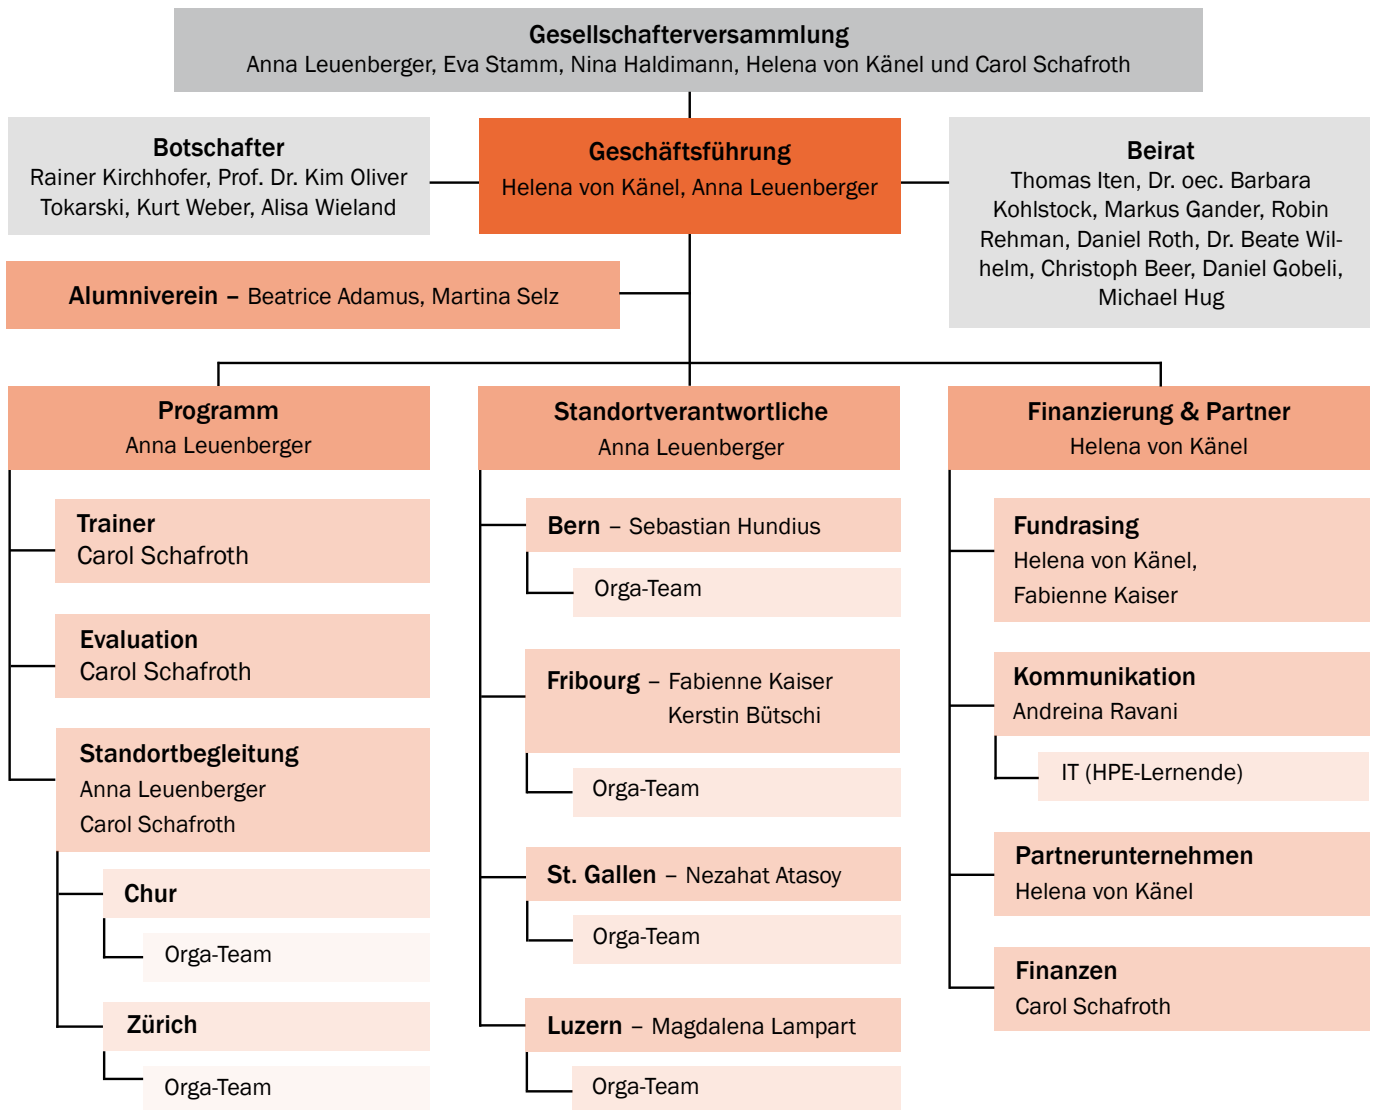 Gesellschafterversammlung
Anna Leuenberger, Eva Stamm, Nina Haldimann, Helena von Känel und Carol Schafroth
Botschafter
Rainer Kirchhofer, Prof. Dr. Kim Oliver
Tokarski, Kurt Weber, Alisa Wieland
Geschäftsführung
Helena von Känel, Anna Leuenberger
Beirat
Thomas Iten, Dr. oec. Barbara
Kohlstock, Markus Gander, Robin
Rehman, Daniel Roth, Dr. Beate Wil-
helm, Christoph Beer, Daniel Gobeli,
Michael Hug
Alumniverein – Beatrice Adamus, Martina Selz
Programm
Anna Leuenberger
Trainer
Carol Schafroth
Evaluation
Carol Schafroth
Standortbegleitung
Anna Leuenberger
Carol Schafroth
Chur
Orga-Team
Zürich
Orga-Team
Standortverantwortliche
Anna Leuenberger
Bern – Sebastian Hundius
Orga-Team
Fribourg – Fabienne Kaiser
Kerstin Bütschi
Orga-Team
St. Gallen – Nezahat Atasoy
Orga-Team
Luzern – Magdalena Lampart
Orga-Team
Finanzierung & Partner
Helena von Känel
Fundrasing
Helena von Känel,
Fabienne Kaiser
Kommunikation
Andreina Ravani
IT (HPE-Lernende)
Partnerunternehmen
Helena von Känel
Finanzen
Carol Schafroth